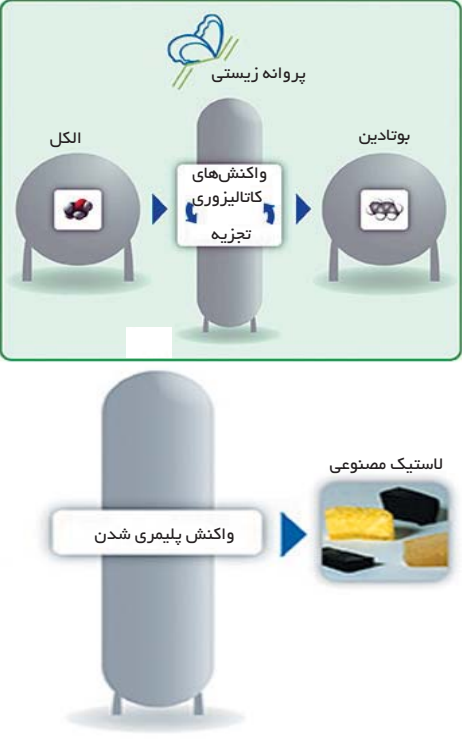 پروانه زیستی
الکل
بوتادین
واکنش‌های
کاتالیزوری
تجزیه
لاستیک مصنوعی
واکنش پلیمری شدن